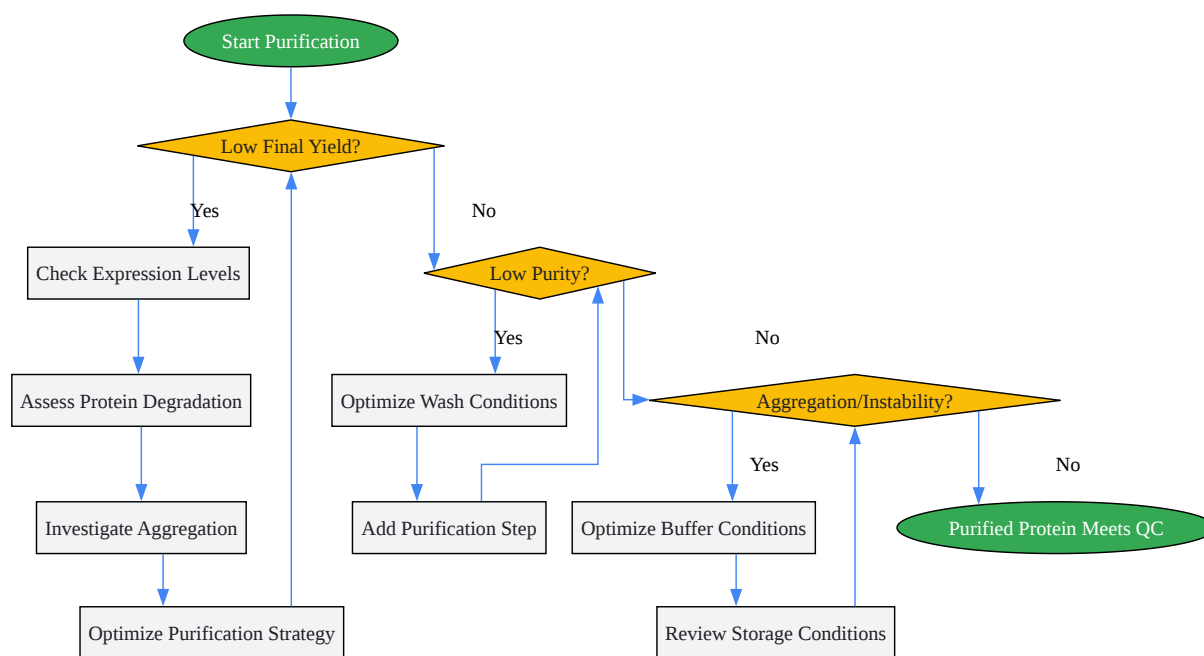 Start Purification
Low Final Yield?
Yes
No
Check Expression Levels
Low Purity?
Yes
No
Assess Protein Degradation
Optimize Wash Conditions
Aggregation/Instability?
Yes
No
Investigate Aggregation
Add Purification Step
Optimize Buffer Conditions
Purified Protein Meets QC
Optimize Purification Strategy
Review Storage Conditions